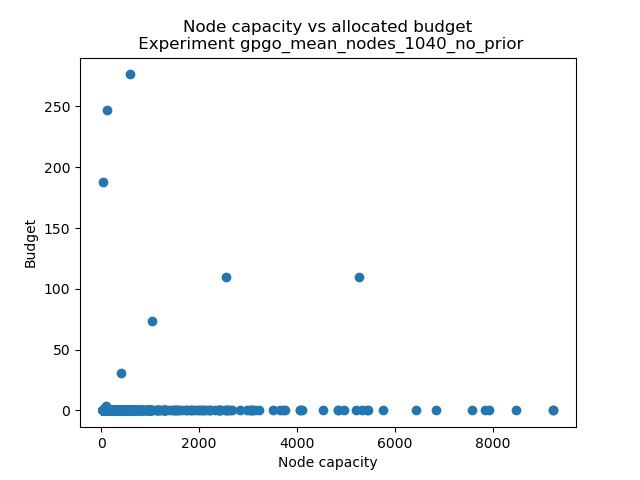 Node capacity vs allocated budget
Experiment gpgo_mean_nodes_1040_no_prior
250
200
150
100
50
0
Budget
0 2000 4000 6000 8000
Node capacity